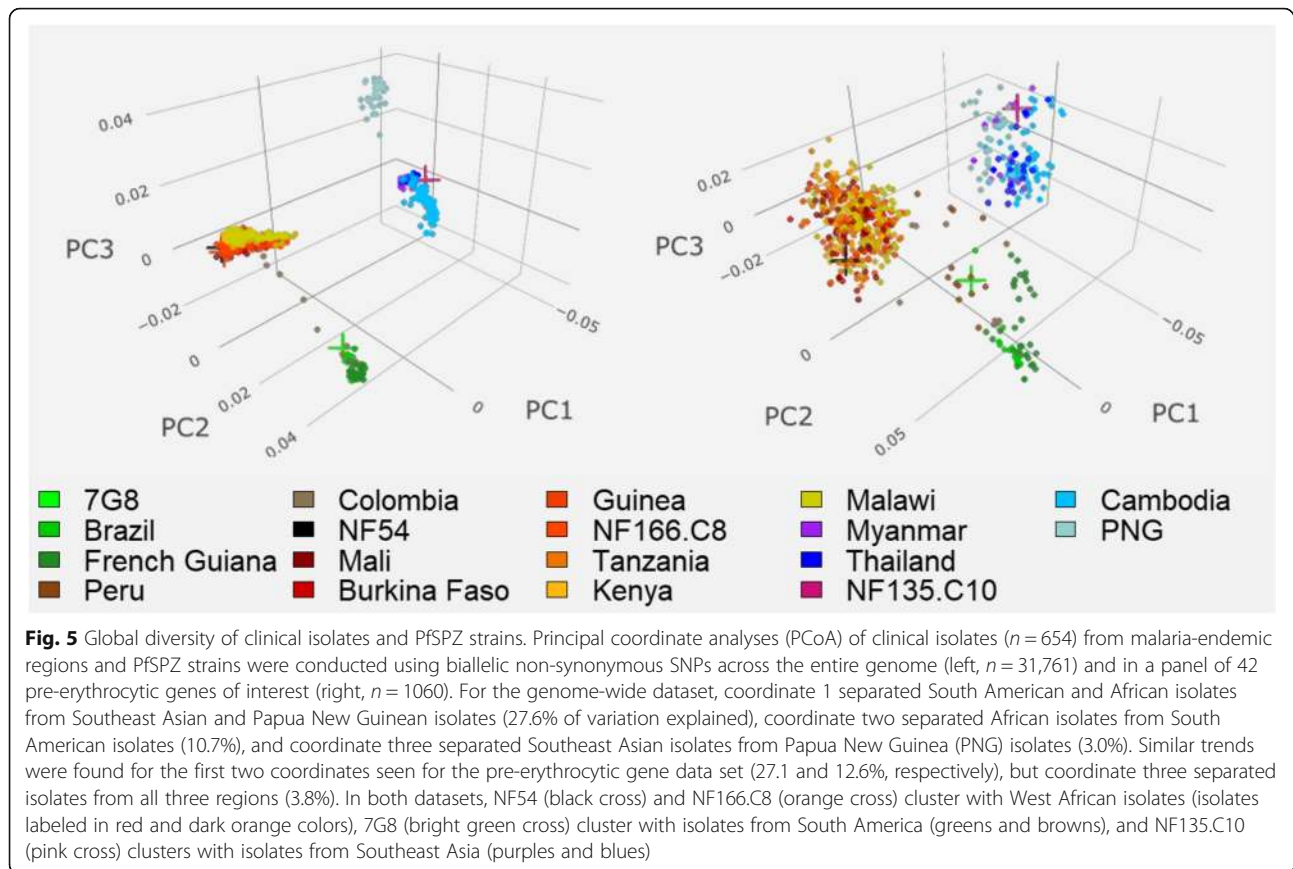 0.04
0.02
PC3
0
−0.02
0
PC2
0.02
0.04
0
PC1
−0.05
0.02
PC3
0
−0.02
0
PC2
0.05
0
PC1
−0.05
7G8
Brazil
French Guiana
Peru
Colombia
NF54
Mali
Burkina Faso
Guinea
NF166.C8
Tanzania
Kenya
Malawi
Myanmar
Thailand
NF135.C10
Cambodia
PNG
Fig. 5 Global diversity of clinical isolates and PfSPZ strains. Principal coordinate analyses (PCoA) of clinical isolates (n = 654) from malaria-endemic
regions and PfSPZ strains were conducted using biallelic non-synonymous SNPs across the entire genome (left, n = 31,761) and in a panel of 42
pre-erythrocytic genes of interest (right, n = 1060). For the genome-wide dataset, coordinate 1 separated South American and African isolates
from Southeast Asian and Papua New Guinean isolates (27.6% of variation explained), coordinate two separated African isolates from South
American isolates (10.7%), and coordinate three separated Southeast Asian isolates from Papua New Guinea (PNG) isolates (3.0%). Similar trends
were found for the first two coordinates seen for the pre-erythrocytic gene data set (27.1 and 12.6%, respectively), but coordinate three separated
isolates from all three regions (3.8%). In both datasets, NF54 (black cross) and NF166.C8 (orange cross) cluster with West African isolates (isolates
labeled in red and dark orange colors), 7G8 (bright green cross) cluster with isolates from South America (greens and browns), and NF135.C10
(pink cross) clusters with isolates from Southeast Asia (purples and blues)